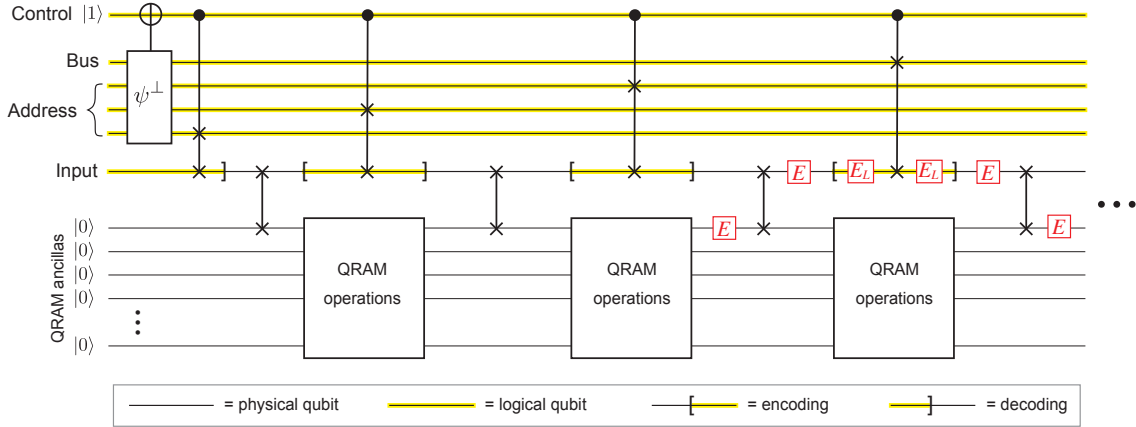 Control |1⟩
Bus
ψ⊥
Address
Input
[ ] [ ] [ ] E [ E_L E_L ] E
|0⟩ E E
|0⟩
|0⟩
|0⟩
|0⟩
QRAM ancillas
QRAM operations
QRAM operations
QRAM operations
= physical qubit
= logical qubit
[ = encoding
] = decoding